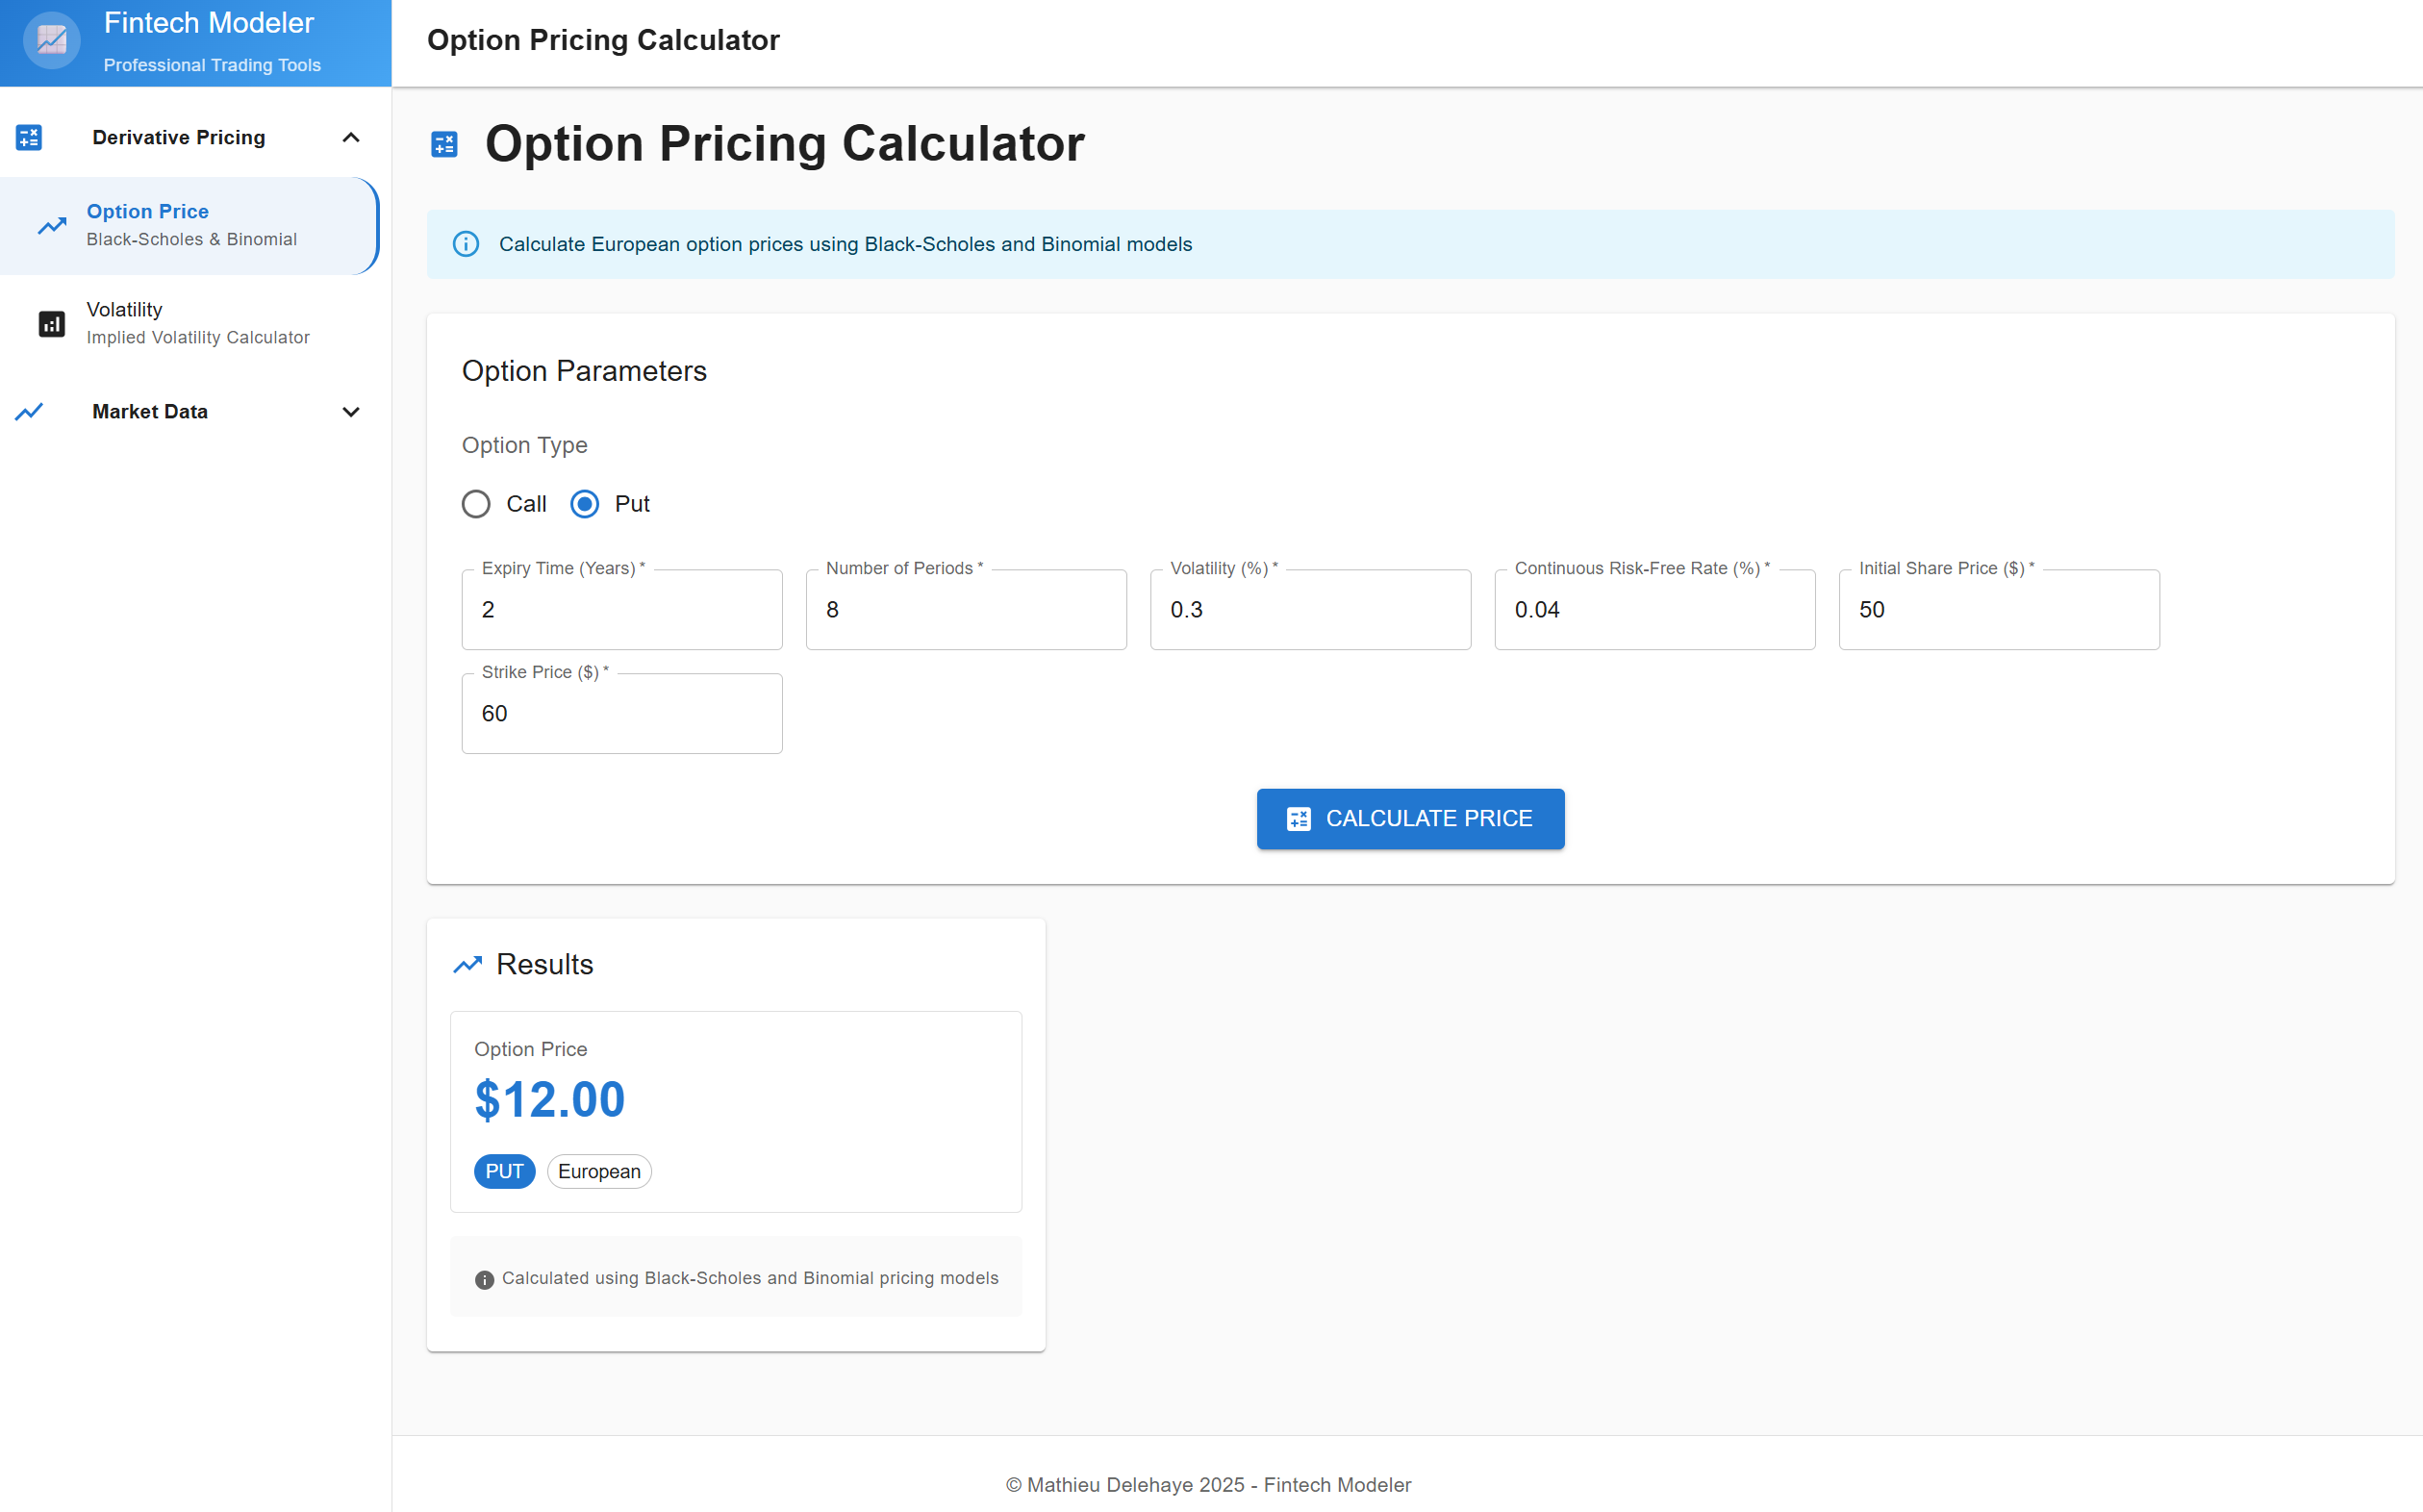 Fintech Modeler
Professional Trading Tools
Option Pricing Calculator
Derivative Pricing
Option Price
Black-Scholes & Binomial
Volatility
Implied Volatility Calculator
Market Data
Option Pricing Calculator
Calculate European option prices using Black-Scholes and Binomial models
Option Parameters
Option Type
Call Put
Expiry Time (Years) * Number of Periods * Volatility (%) * Continuous Risk-Free Rate (%) * Initial Share Price ($) *
2 8 0.3 0.04 50
Strike Price ($) *
60
CALCULATE PRICE
Results
Option Price
$12.00
PUT European
Calculated using Black-Scholes and Binomial pricing models
© Mathieu Delehaye 2025 - Fintech Modeler